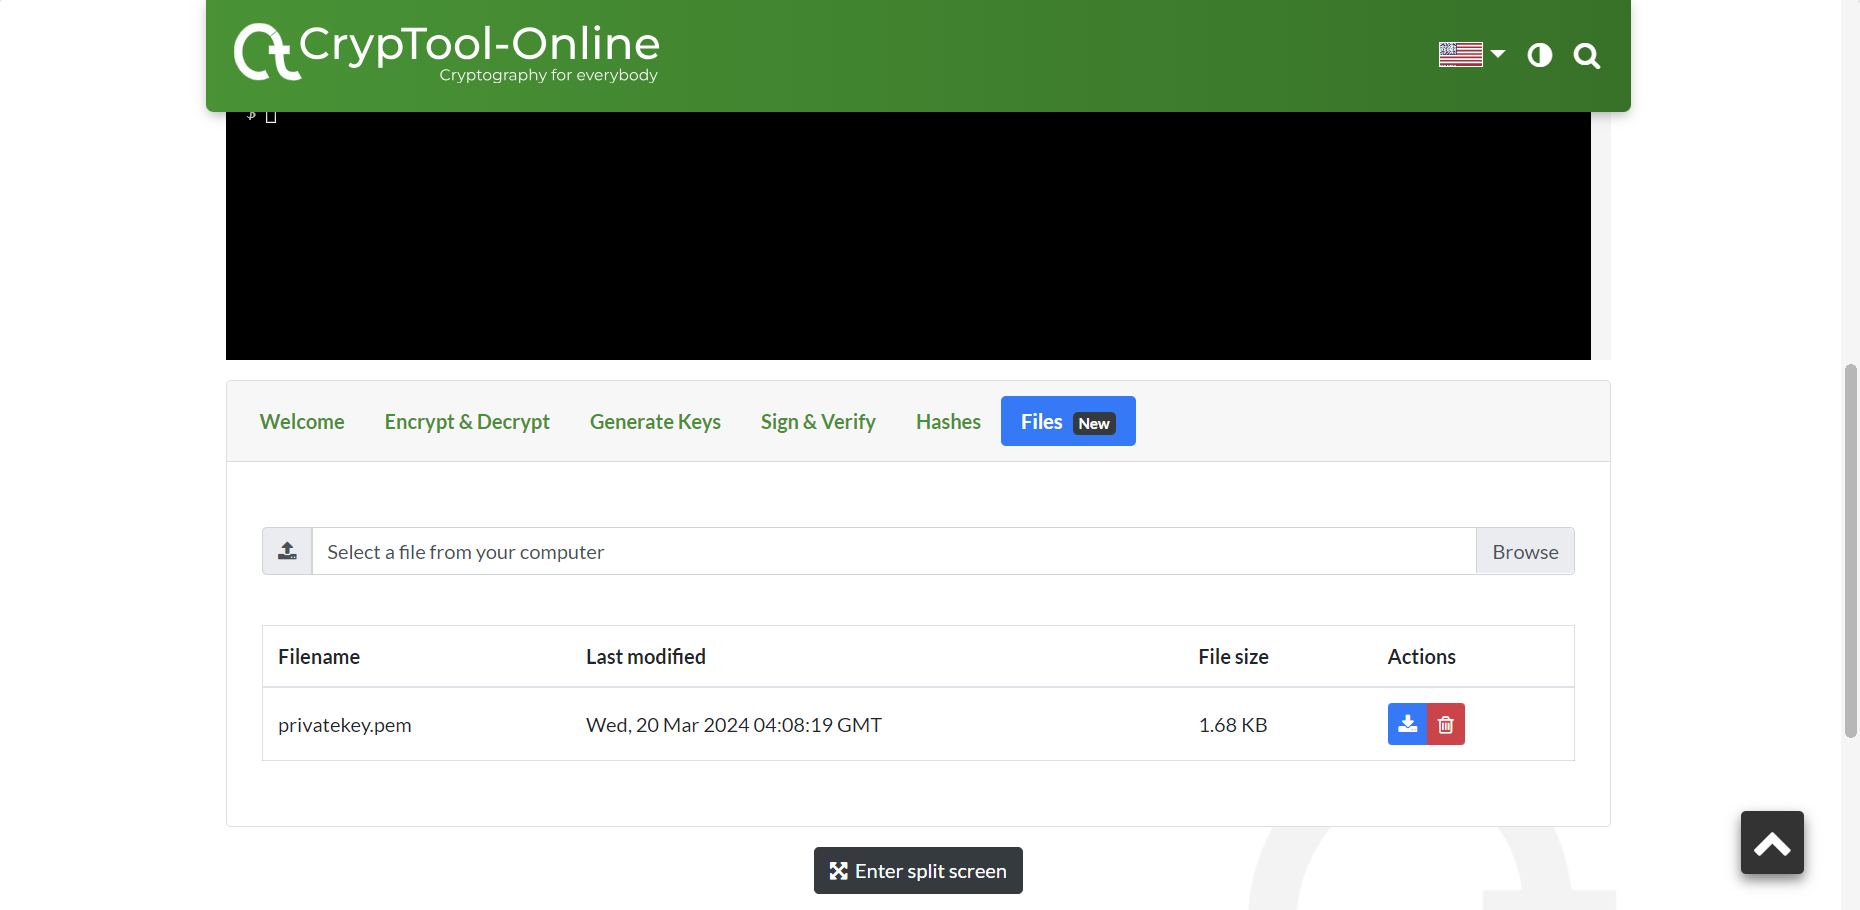 CrypTool-Online
Cryptography for everybody
Welcome Encrypt & Decrypt Generate Keys Sign & Verify Hashes Files New
Select a file from your computer Browse
Filename Last modified File size Actions
privatekey.pem Wed, 20 Mar 2024 04:08:19 GMT 1.68 KB
Enter split screen